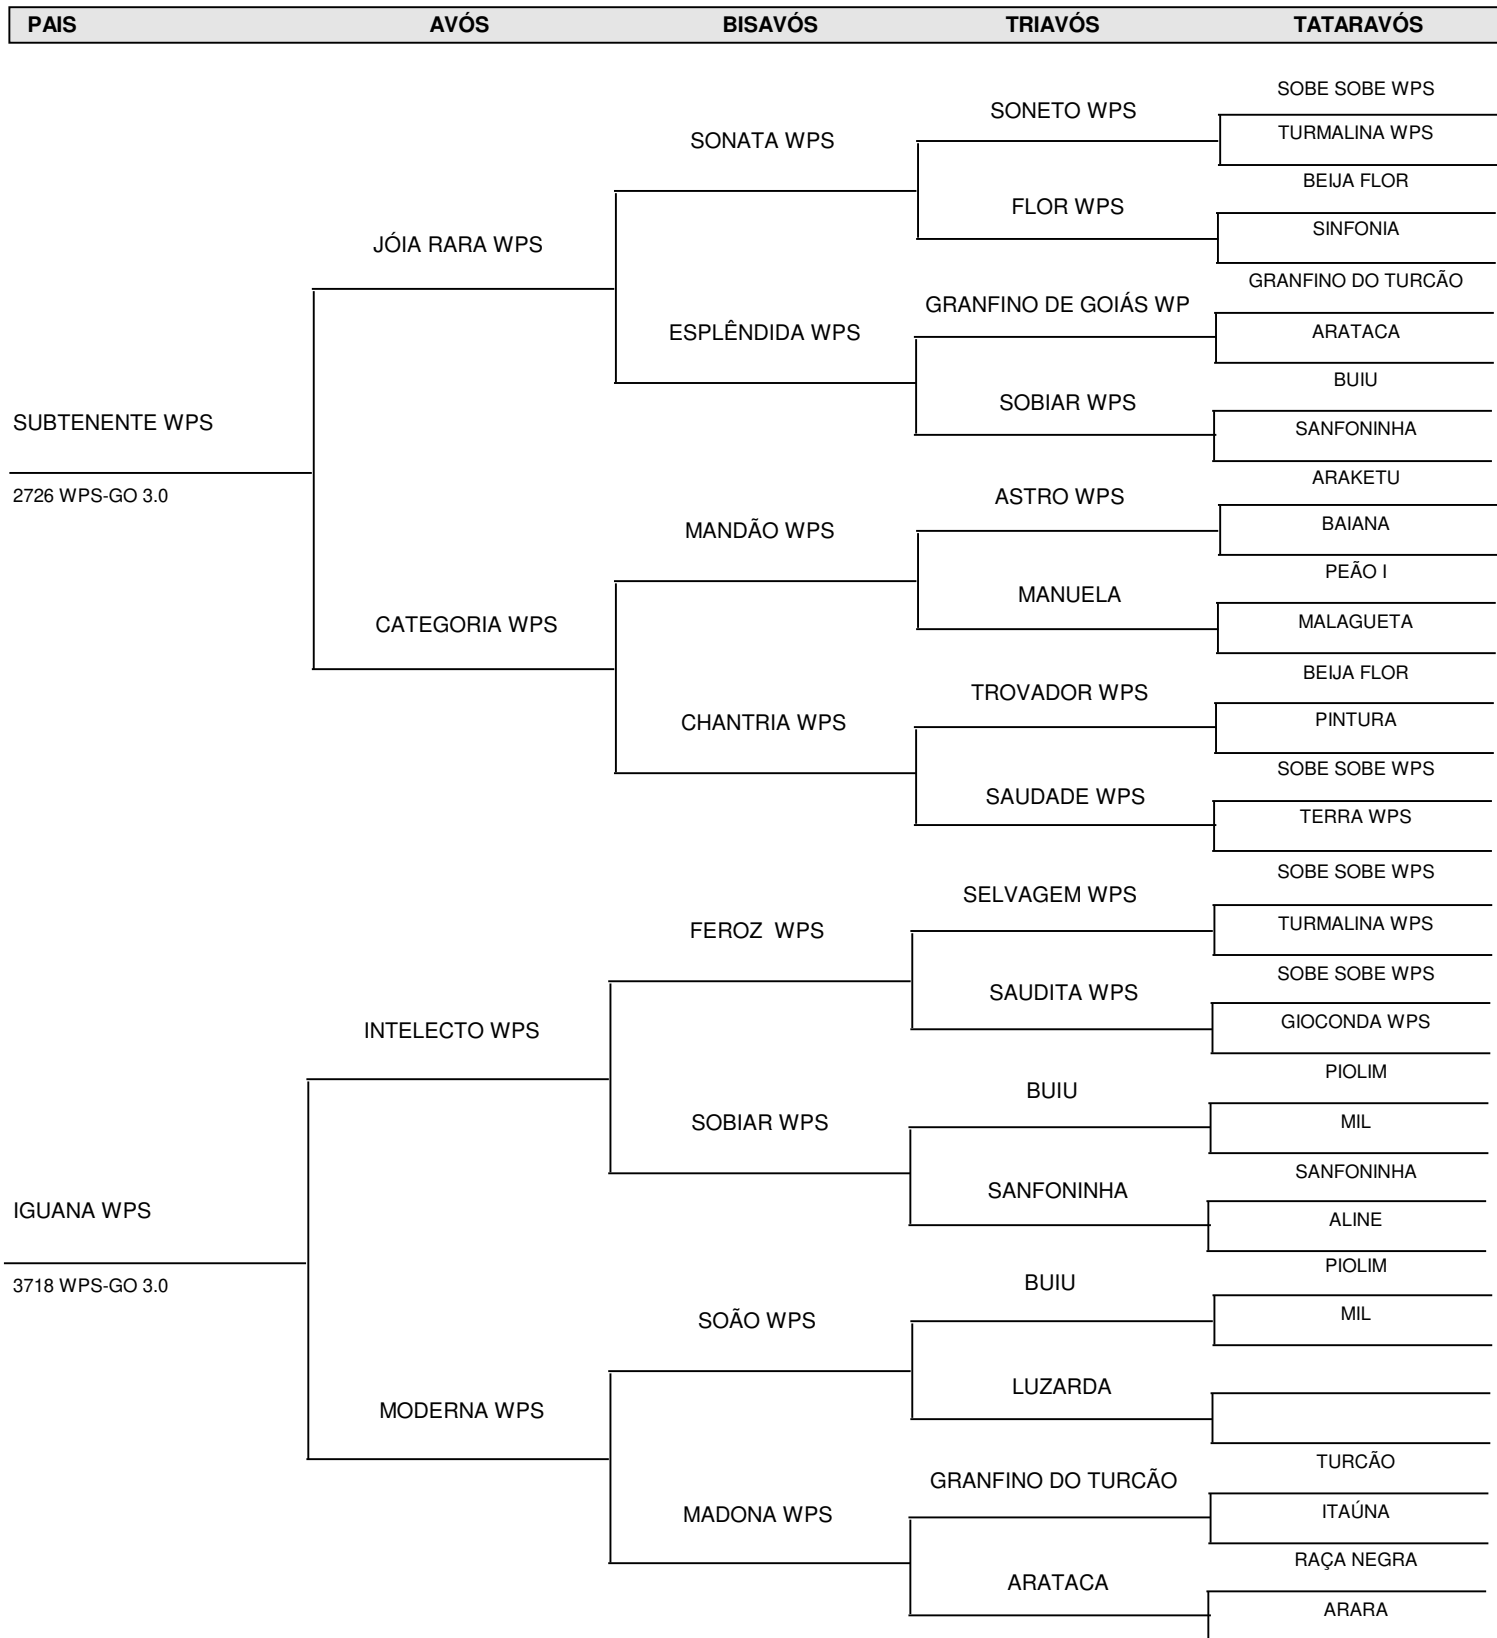 PAIS AVÓS BISAVÓS TRIAVÓS TATARAVÓS
SOBE SOBE WPS
SONETO WPS
TURMALINA WPS
SONATA WPS
BEIJA FLOR
FLOR WPS
SINFONIA
JÓIA RARA WPS
GRANFINO DO TURCÃO
GRANFINO DE GOIÁS WP
ESPLÊNDIDA WPS
ARATACA
BUIU
SOBIAR WPS
SUBTENENTE WPS
SANFONINHA
ARAKETU
2726 WPS-GO 3.0
ASTRO WPS
BAIANA
MANDÃO WPS
PEÃO I
MANUELA
MALAGUETA
CATEGORIA WPS
BEIJA FLOR
TROVADOR WPS
PINTURA
CHANTRIA WPS
SOBE SOBE WPS
SAUDADE WPS
TERRA WPS
SOBE SOBE WPS
SELVAGEM WPS
TURMALINA WPS
FEROZ WPS
SOBE SOBE WPS
SAUDITA WPS
GIOCONDA WPS
INTELECTO WPS
PIOLIM
BUIU
MIL
SOBIAR WPS
SANFONINHA
SANFONINHA
IGUANA WPS
ALINE
PIOLIM
3718 WPS-GO 3.0
BUIU
MIL
SOÃO WPS
LUZARDA
MODERNA WPS
TURCÃO
GRANFINO DO TURCÃO
ITAÚNA
MADONA WPS
RAÇA NEGRA
ARATACA
ARARA